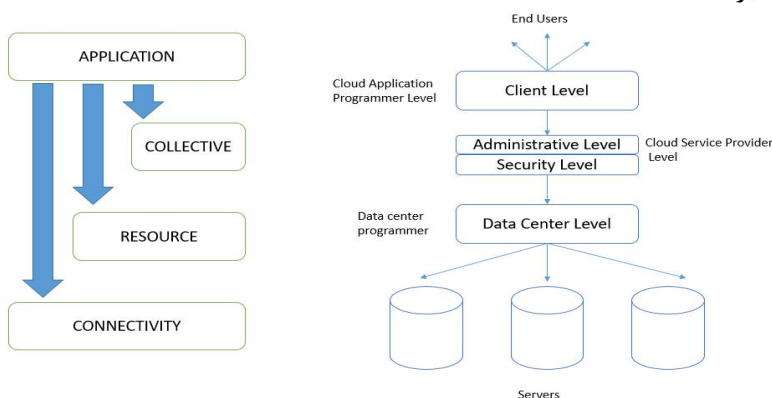 APPLICATION
COLLECTIVE
RESOURCE
CONNECTIVITY
End Users
Cloud Application
Programmer Level
Client Level
Administrative Level
Security Level
Cloud Service Provider
Level
Data center
programmer
Data Center Level
Servers